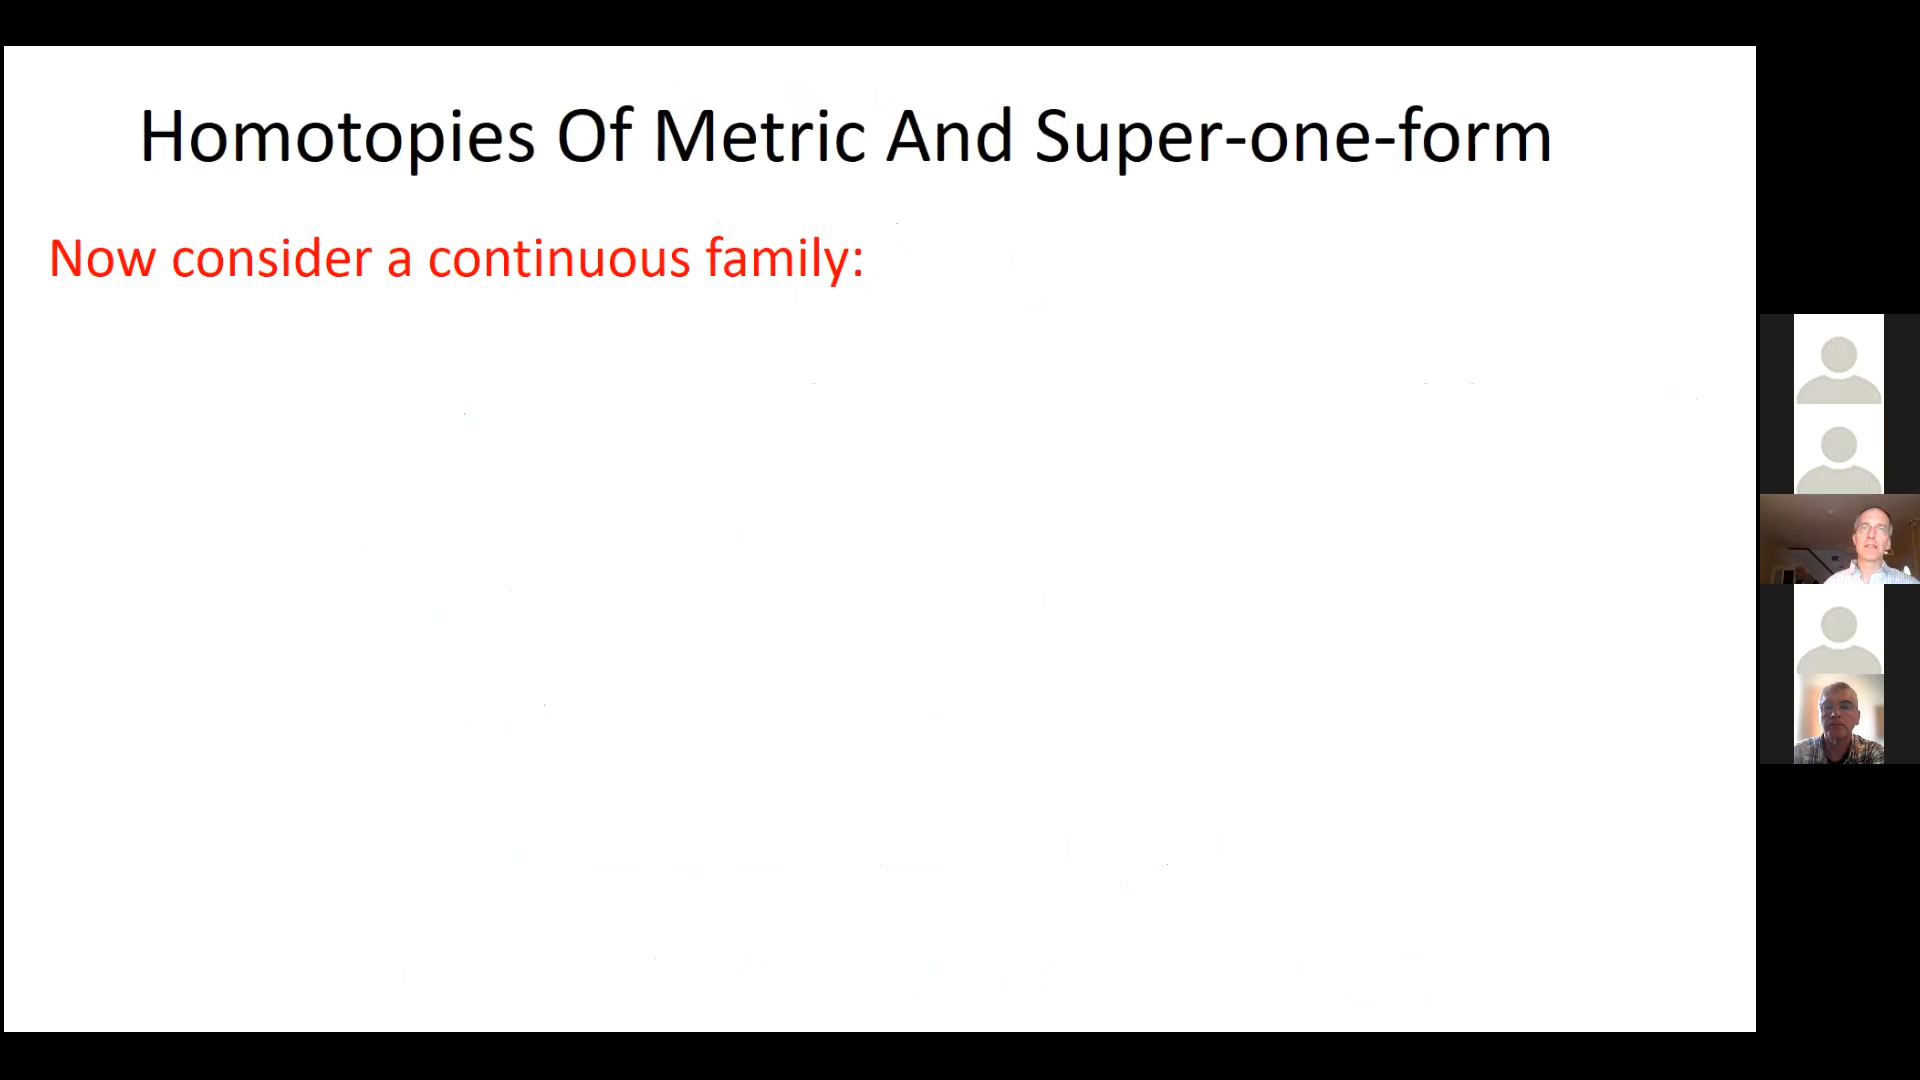 Homotopies Of Metric And Super-one-form
Now consider a continuous family: